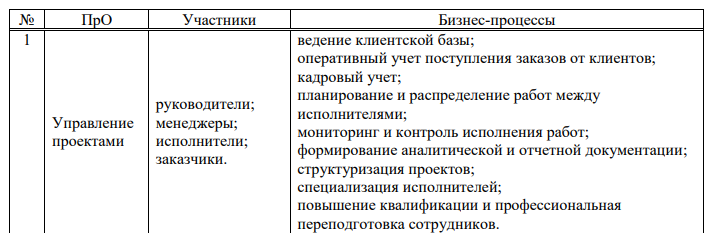 № ПрО Участники Бизнес-процессы
1
Управление
проектами
руководители;
менеджеры;
исполнители;
заказчики.
ведение клиентской базы;
оперативный учет поступления заказов от клиентов;
кадровый учет;
планирование и распределение работ между
исполнителями;
мониторинг и контроль исполнения работ;
формирование аналитической и отчетной документации;
структуризация проектов;
специализация исполнителей;
повышение квалификации и профессиональная
переподготовка сотрудников.